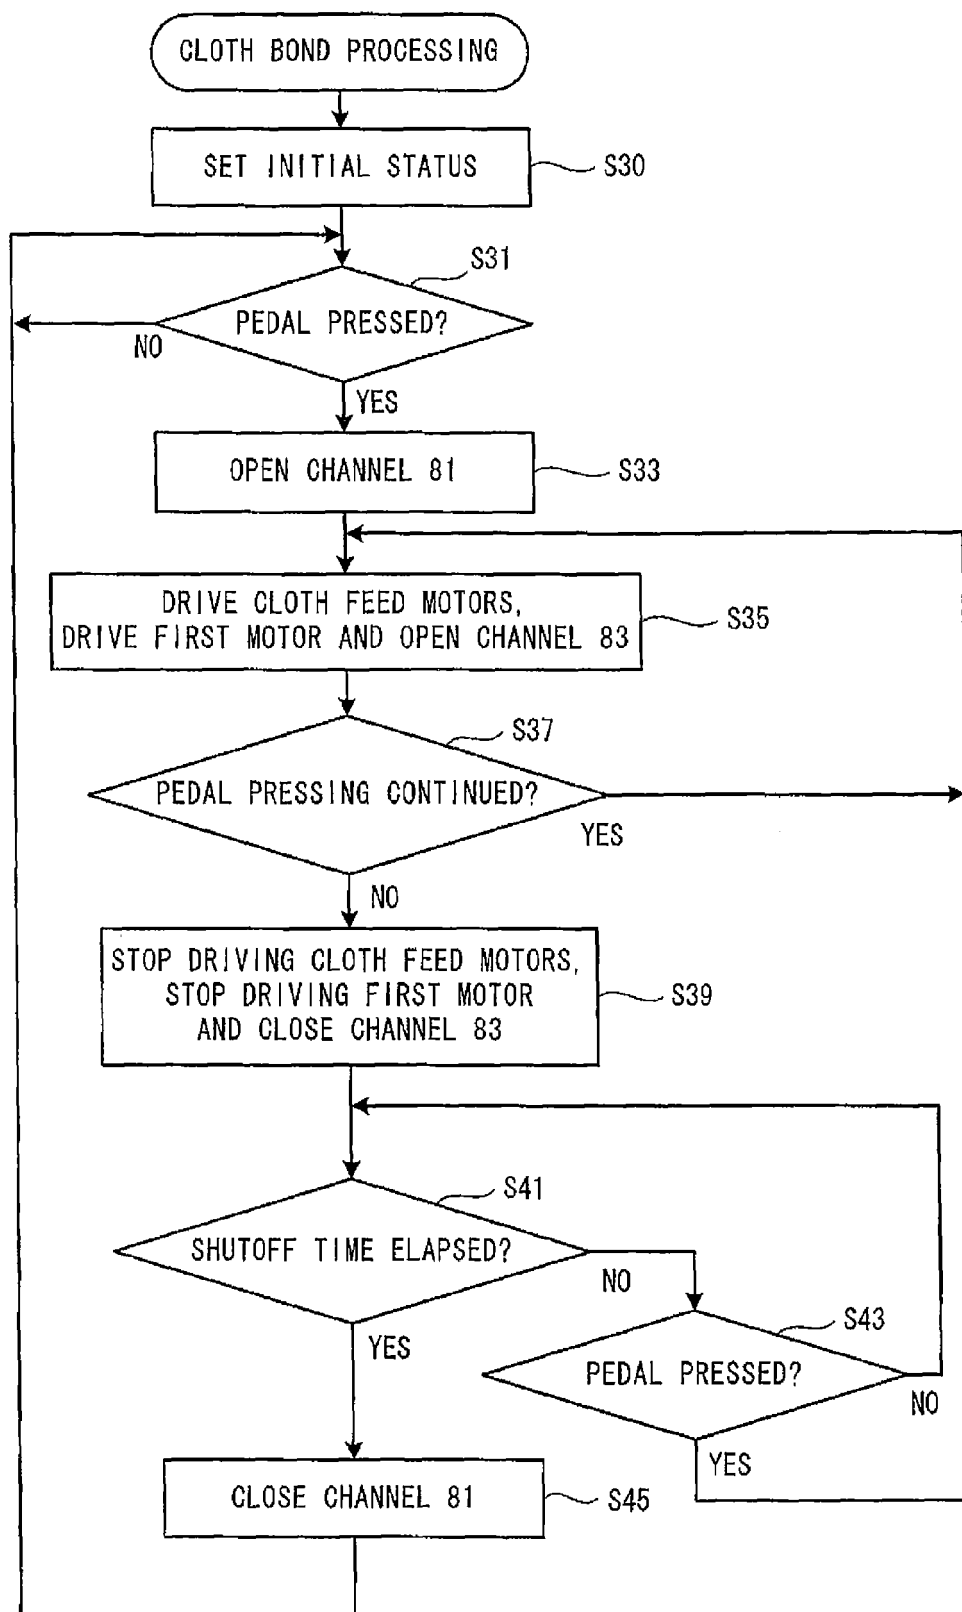 CLOTH BOND PROCESSING
SET INITIAL STATUS
S30
S31
PEDAL PRESSED?
NO
YES
OPEN CHANNEL 81
S33
DRIVE CLOTH FEED MOTORS,
DRIVE FIRST MOTOR AND OPEN CHANNEL 83
S35
S37
PEDAL PRESSING CONTINUED?
YES
NO
STOP DRIVING CLOTH FEED MOTORS,
STOP DRIVING FIRST MOTOR
AND CLOSE CHANNEL 83
S39
S41
SHUTOFF TIME ELAPSED?
NO
YES
S43
PEDAL PRESSED?
NO
YES
CLOSE CHANNEL 81
S45